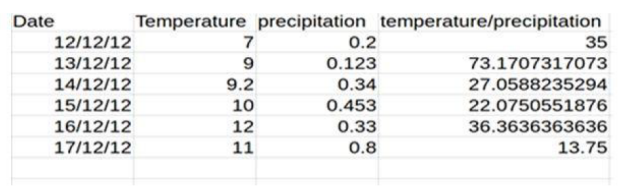 Date Temperature precipitation temperature/precipitation
12/12/12 7 0.2 35
13/12/12 9 0.123 73.1707317073
14/12/12 9.2 0.34 27.0588235294
15/12/12 10 0.453 22.0750551876
16/12/12 12 0.33 36.3636363636
17/12/12 11 0.8 13.75